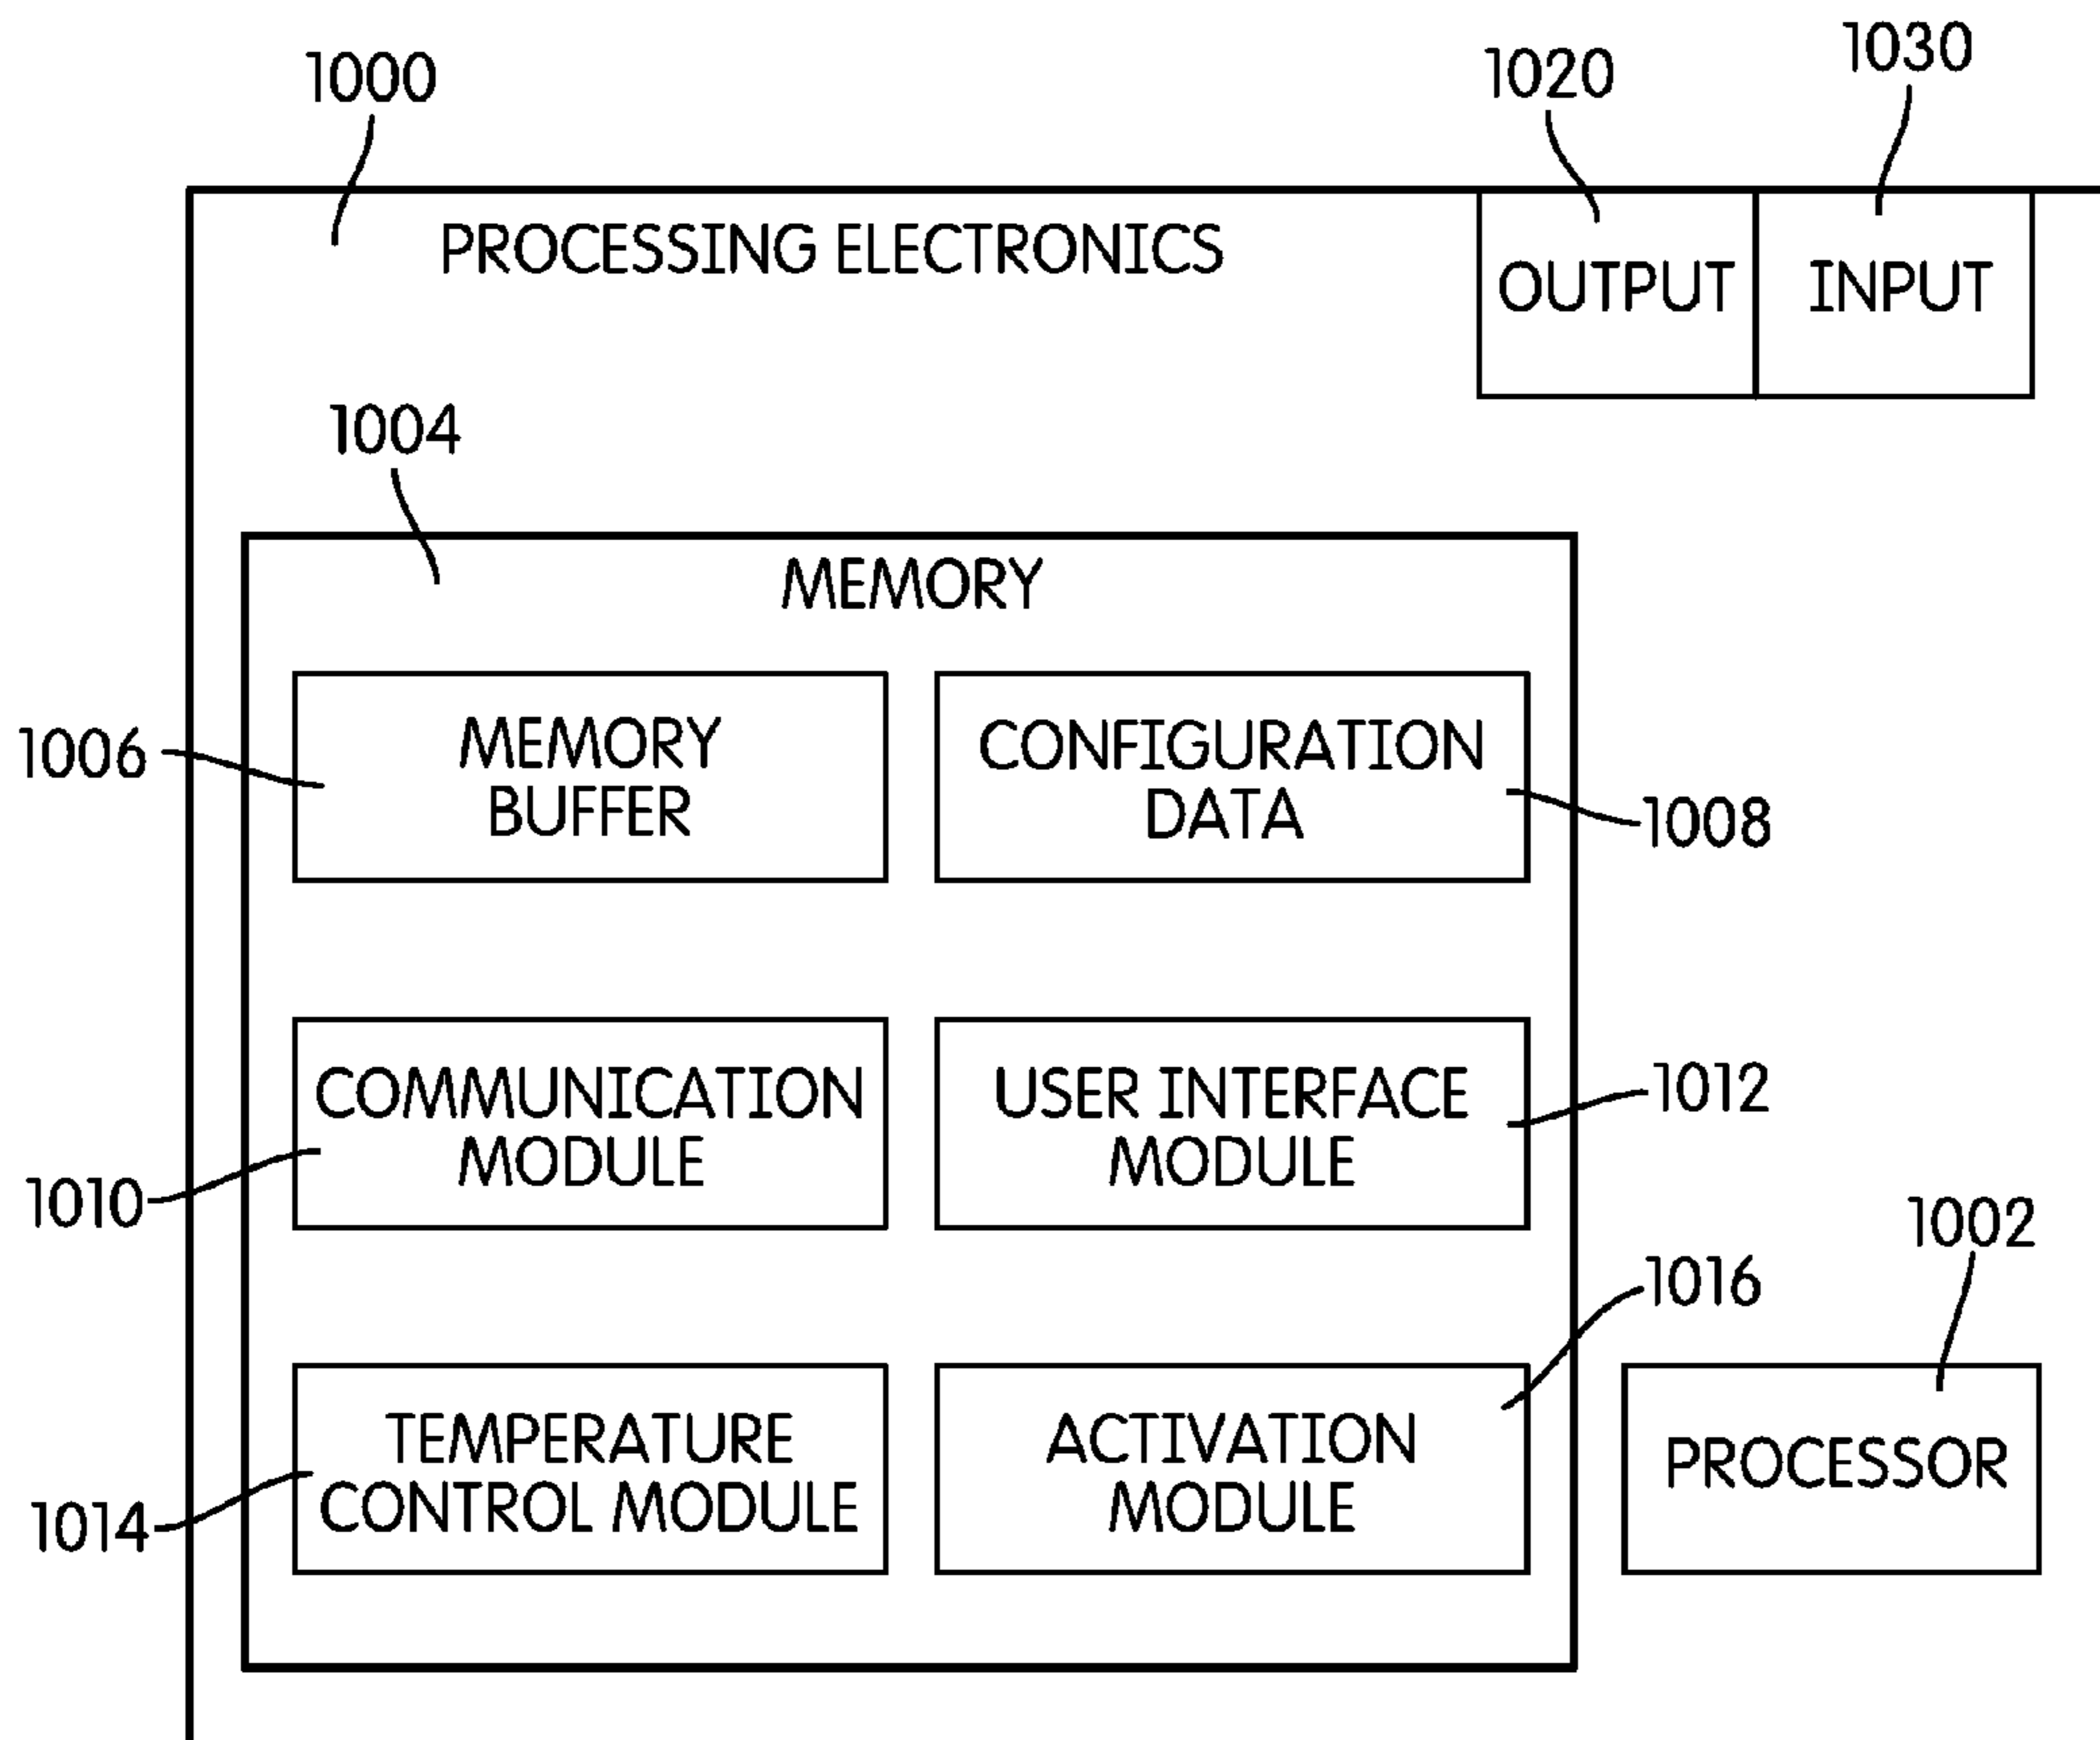 1000
1020
1030
PROCESSING ELECTRONICS
OUTPUT
INPUT
1004
MEMORY
1006
MEMORY
BUFFER
CONFIGURATION
DATA
1008
COMMUNICATION
MODULE
1010
USER INTERFACE
MODULE
1012
1002
1016
TEMPERATURE
CONTROL MODULE
1014
ACTIVATION
MODULE
PROCESSOR